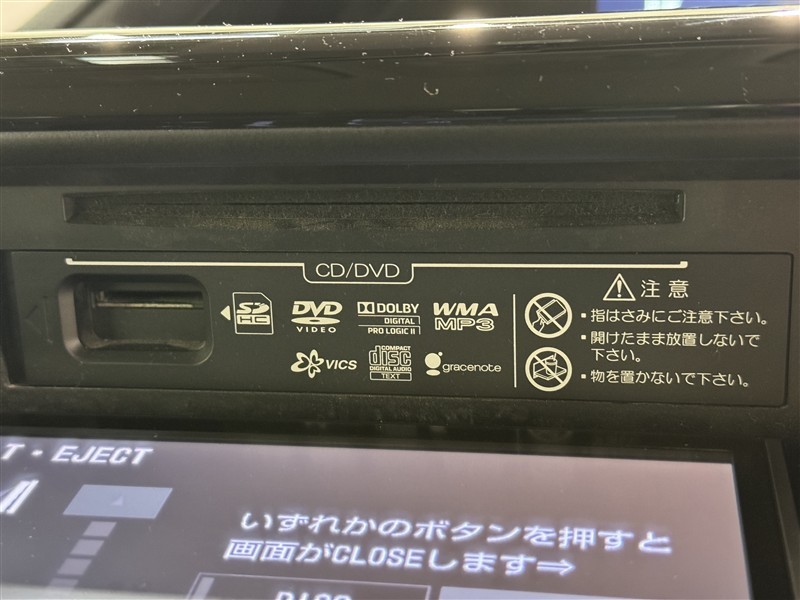 CD/DVD
SD HC
DVD VIDEO
DOLBY DIGITAL PRO LOGIC II
WMA MP3
VICS
COMPACT disc DIGITAL AUDIO TEXT
gracenote
注意
・指はさみにご注意下さい。
・開けたまま放置しないで
下さい。
・物を置かないで下さい。
T・EJECT
いずれかのボタンを押すと
画面がCLOSEします⇒